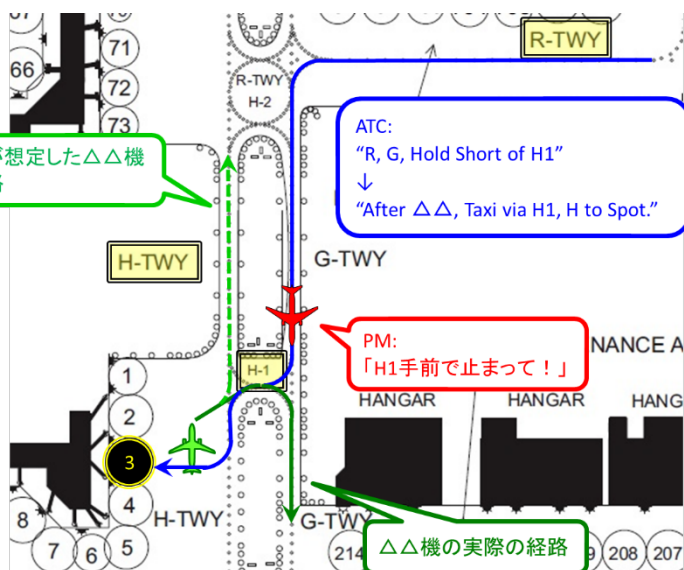 67
71
66
72
73
R-TWY
H-2
R-TWY
ATC:
“R, G, Hold Short of H1”
↓
“After △△, Taxi via H1, H to Spot.”
が想定した△△機
路
H-TWY
G-TWY
PM:
「H1手前で止まって！」
NANCE A
H-1
HANGAR
HANGAR
HANG
1
2
3
4
5
6
7
8
H-TWY
G-TWY
△△機の実際の経路
214
208
207